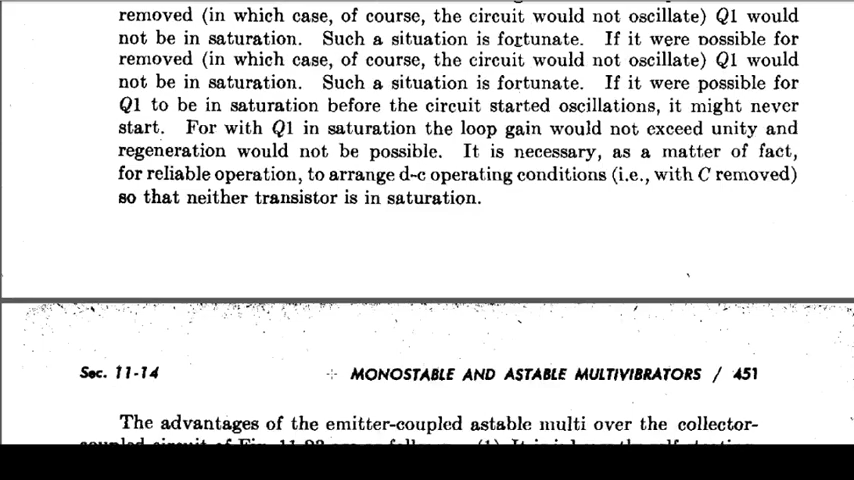 removed (in which case, of course, the circuit would not oscillate) Q1 would
not be in saturation. Such a situation is fortunate. If it were possible for
removed (in which case, of course, the circuit would not oscillate) Q1 would
not be in saturation. Such a situation is fortunate. If it were possible for
Q1 to be in saturation before the circuit started oscillations, it might never
start. For with Q1 in saturation the loop gain would not exceed unity and
regeneration would not be possible. It is necessary, as a matter of fact,
for reliable operation, to arrange d-c operating conditions (i.e., with C removed)
so that neither transistor is in saturation.
Sec. 11-14 MONOSTABLE AND ASTABLE MULTIVIBRATORS / 451
The advantages of the emitter-coupled astable multi over the collector-